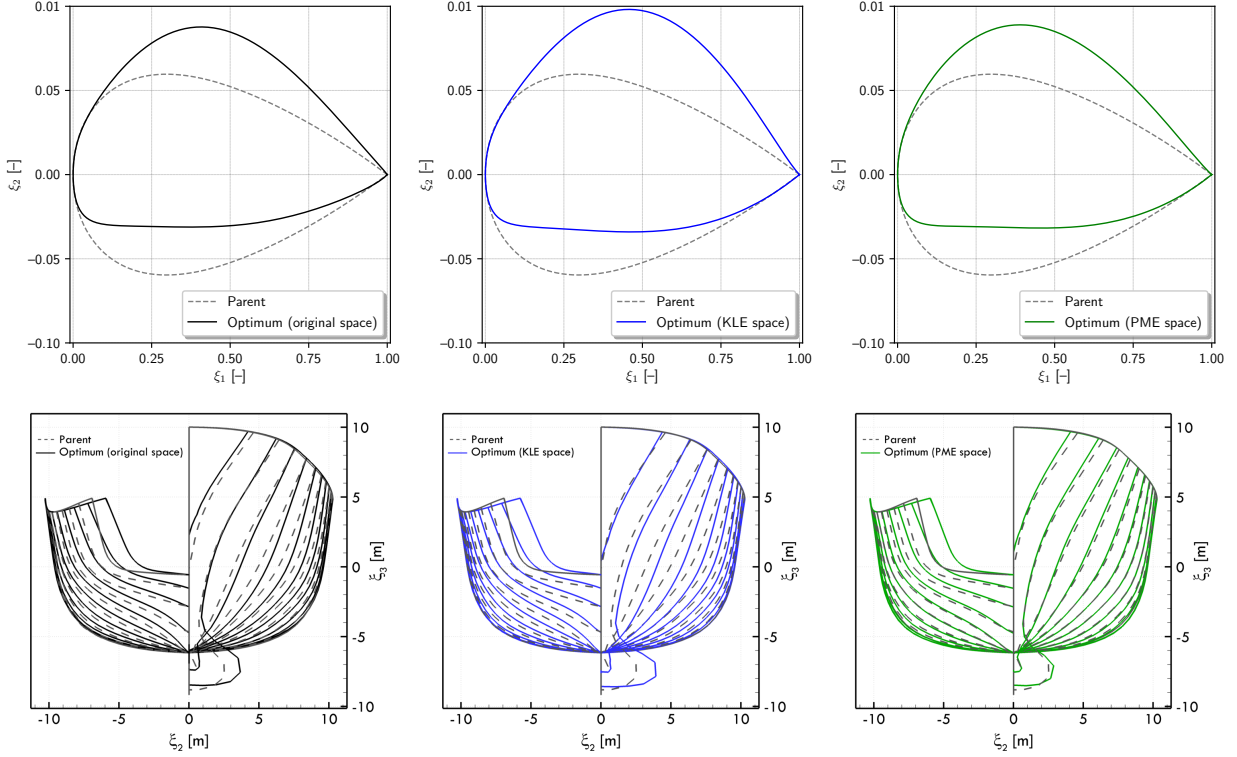 0.01
0.05
0.00
−0.05
−0.10
ξ₂ [–]
0.00 0.25 0.50 0.75 1.00
ξ₁ [–]
Parent
Optimum (original space)
0.01
0.05
0.00
−0.05
−0.10
ξ₂ [–]
0.00 0.25 0.50 0.75 1.00
ξ₁ [–]
Parent
Optimum (KLE space)
0.01
0.05
0.00
−0.05
−0.10
ξ₂ [–]
0.00 0.25 0.50 0.75 1.00
ξ₁ [–]
Parent
Optimum (PME space)
Parent
Optimum (original space)
10
5
0
-5
-10
ξ₃ [m]
-10 -5 0 5 10
ξ₂ [m]
Parent
Optimum (KLE space)
10
5
0
-5
-10
ξ₃ [m]
-10 -5 0 5 10
ξ₂ [m]
Parent
Optimum (PME space)
10
5
0
-5
-10
ξ₃ [m]
-10 -5 0 5 10
ξ₂ [m]